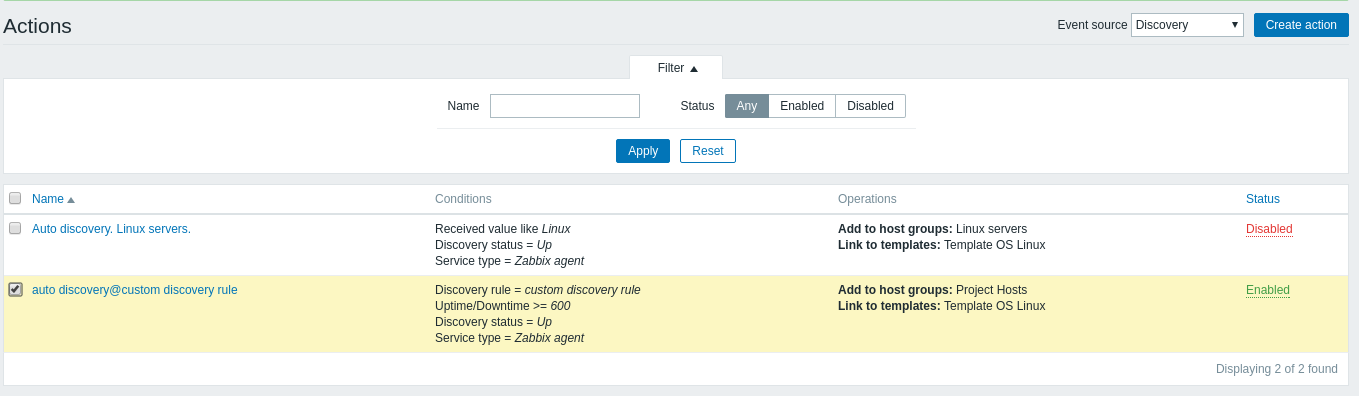 Actions
Event source Discovery Create action
Filter
Name Status Any Enabled Disabled
Apply Reset
Name Conditions Operations Status
Auto discovery. Linux servers. Received value like Linux Add to host groups: Linux servers Disabled
Discovery status = Up Link to templates: Template OS Linux
Service type = Zabbix agent
auto discovery@custom discovery rule Discovery rule = custom discovery rule Add to host groups: Project Hosts Enabled
Uptime/Downtime >= 600 Link to templates: Template OS Linux
Discovery status = Up
Service type = Zabbix agent
Displaying 2 of 2 found